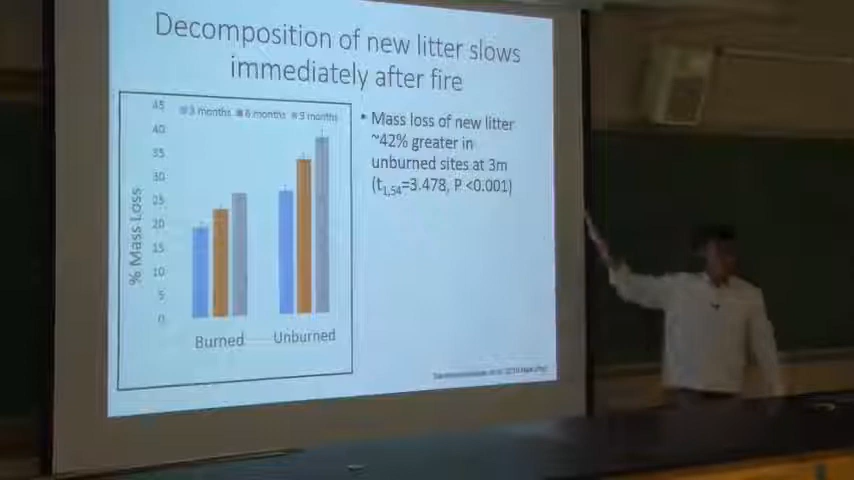 Decomposition of new litter slows
immediately after fire
3 months 6 months 9 months
45
40
35
30
25
20
15
10
5
0
% Mass Loss
Burned Unburned
• Mass loss of new litter
~42% greater in
unburned sites at 3m
(t1,54=3.478, P <0.001)